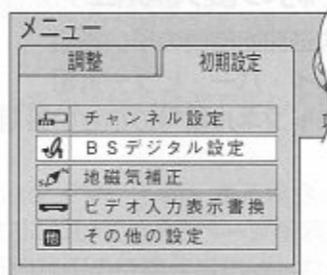 メニュー
調整
初期設定
チャンネル設定
BSデジタル設定
地磁気補正
ビデオ入力表示書換
他 その他の設定